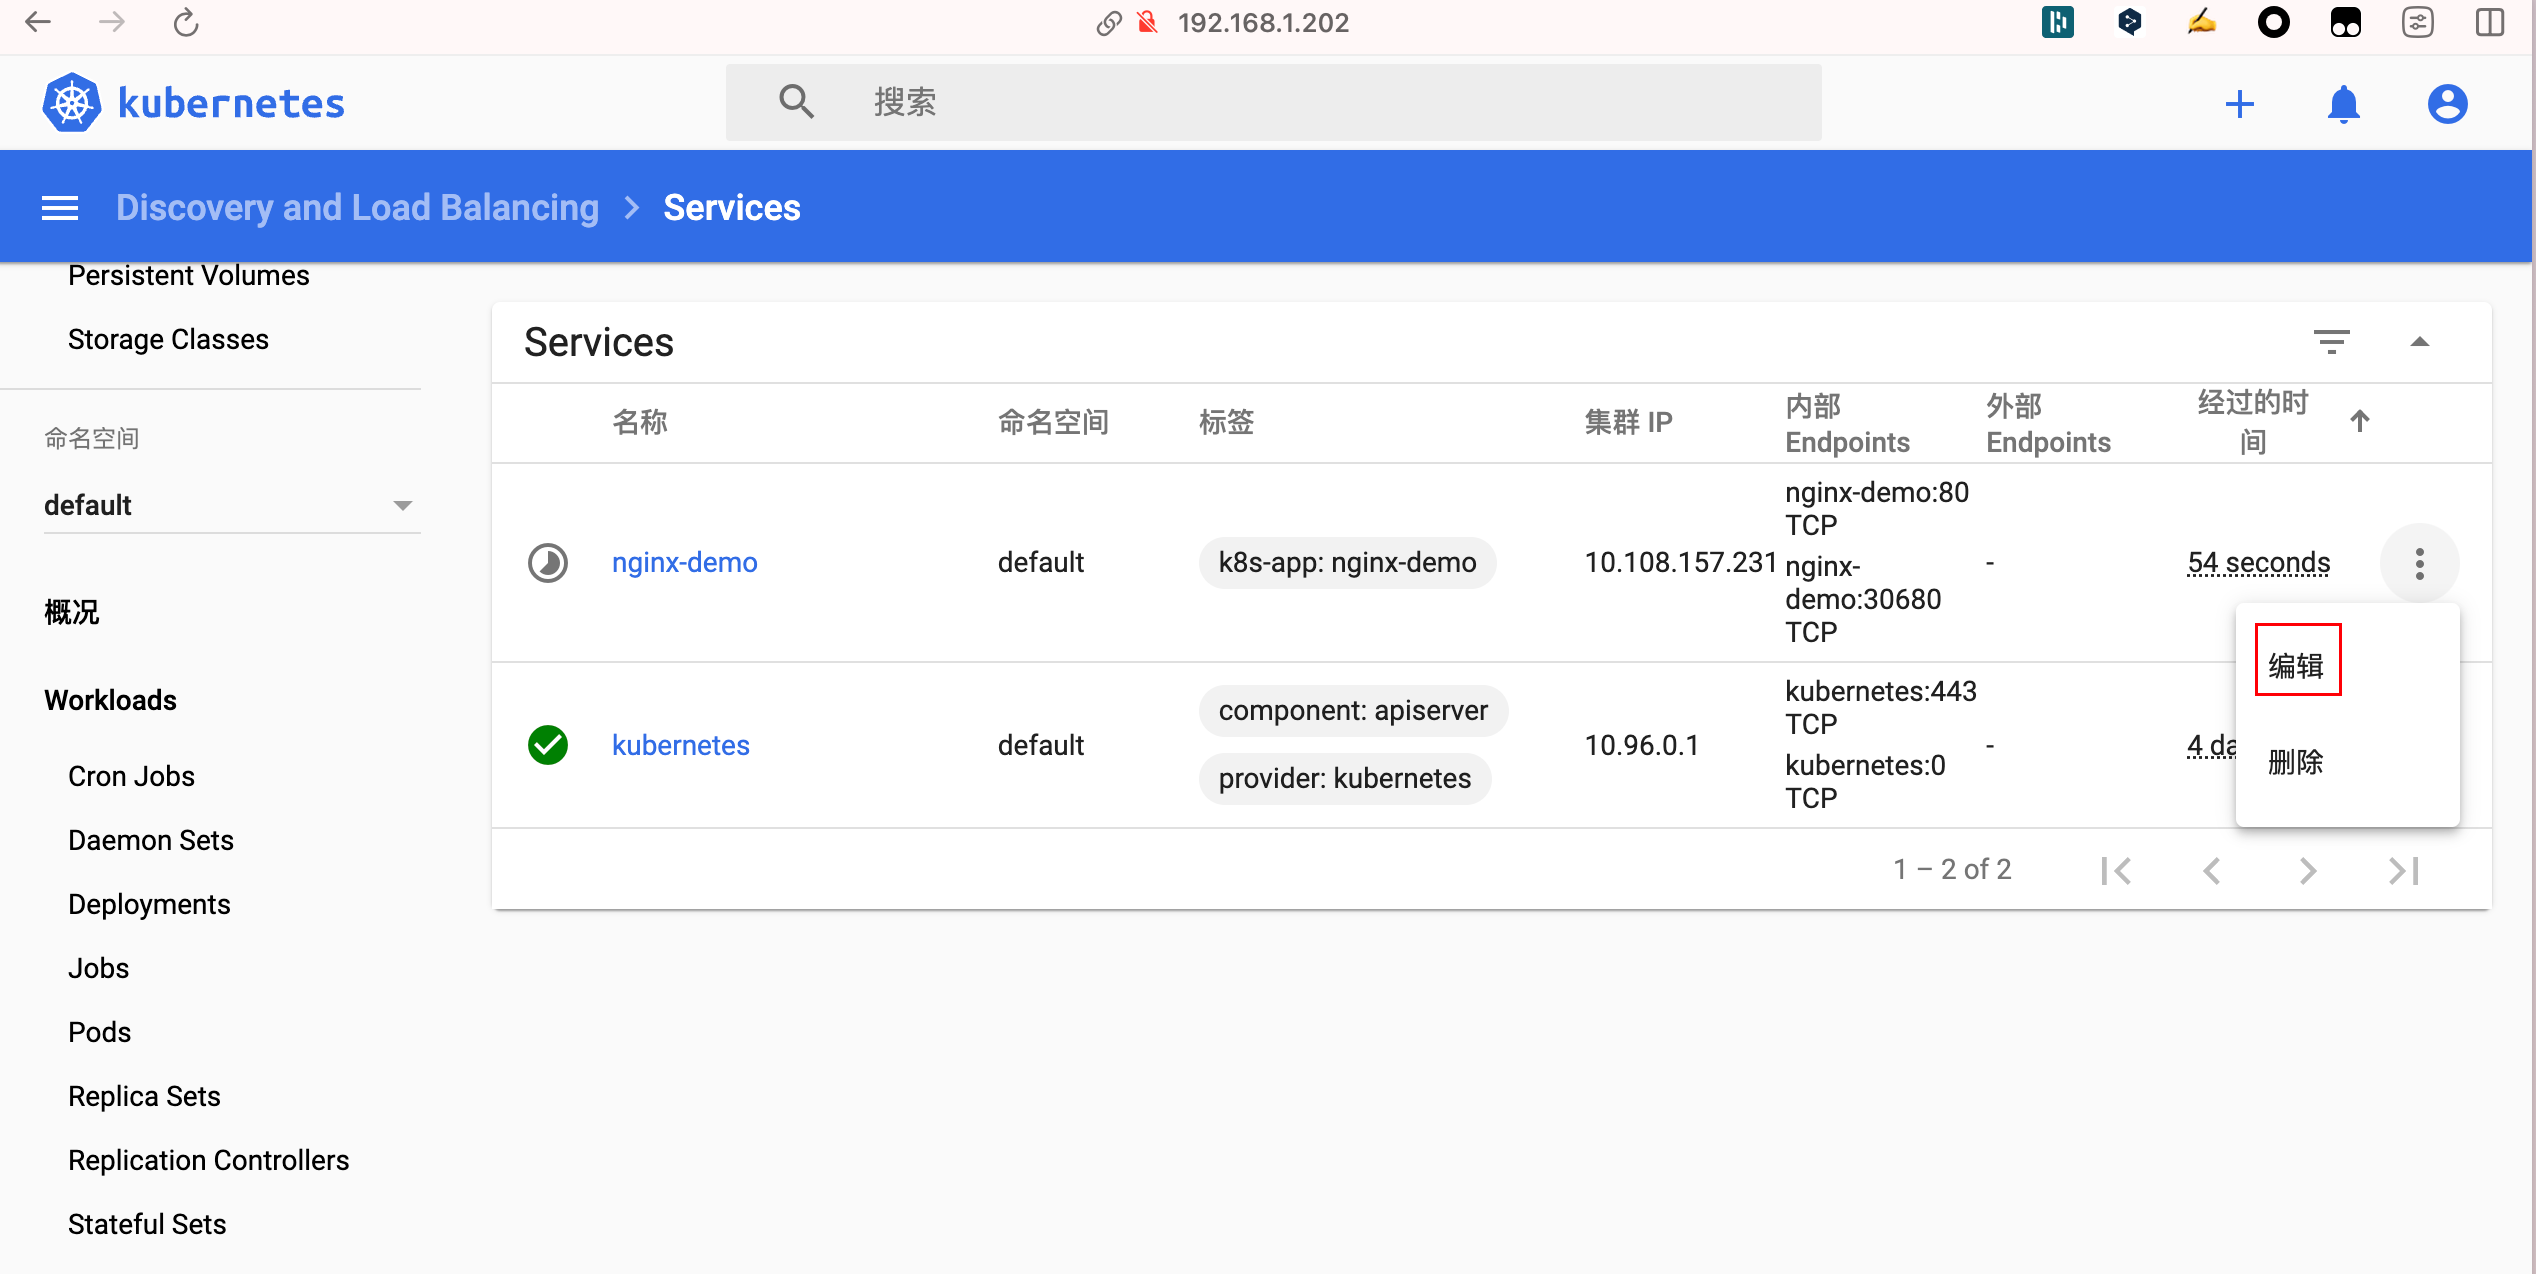 192.168.1.202
kubernetes
搜索
Discovery and Load Balancing
Services
Persistent Volumes
Storage Classes
命名空间
default
概况
Workloads
Cron Jobs
Daemon Sets
Deployments
Jobs
Pods
Replica Sets
Replication Controllers
Stateful Sets
Services
名称
命名空间
标签
集群 IP
内部
Endpoints
外部
Endpoints
经过的时
间
nginx-demo
default
k8s-app: nginx-demo
10.108.157.231
nginx-demo:80
TCP
nginx-
demo:30680
TCP
-
54 seconds
编辑
删除
kubernetes
default
component: apiserver
provider: kubernetes
10.96.0.1
kubernetes:443
TCP
kubernetes:0
TCP
-
4 da
1 – 2 of 2